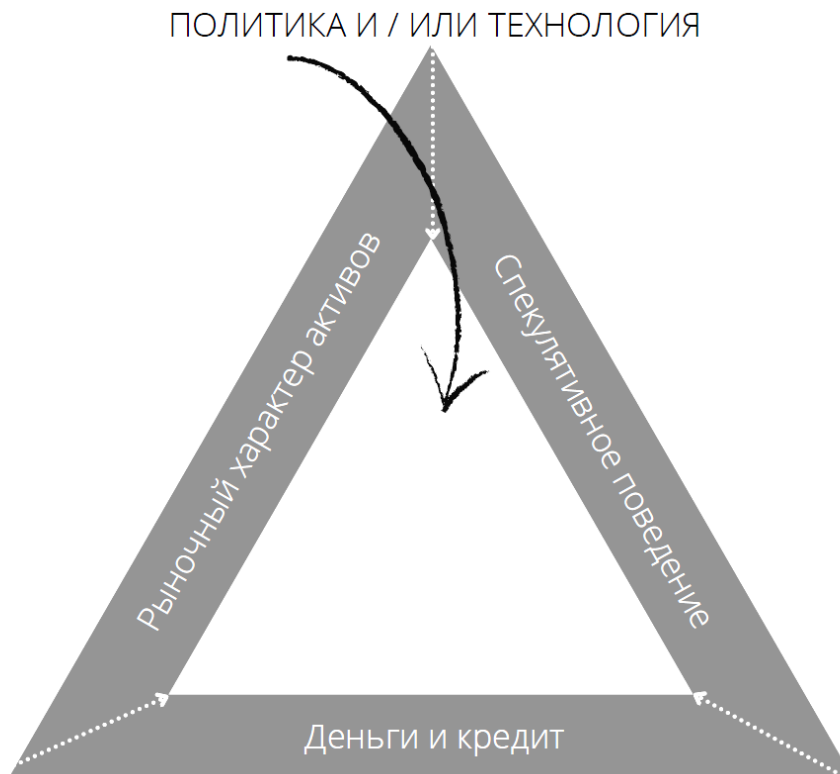 ПОЛИТИКА И / ИЛИ ТЕХНОЛОГИЯ
Рыночный характер активов
Спекулятивное поведение
Деньги и кредит